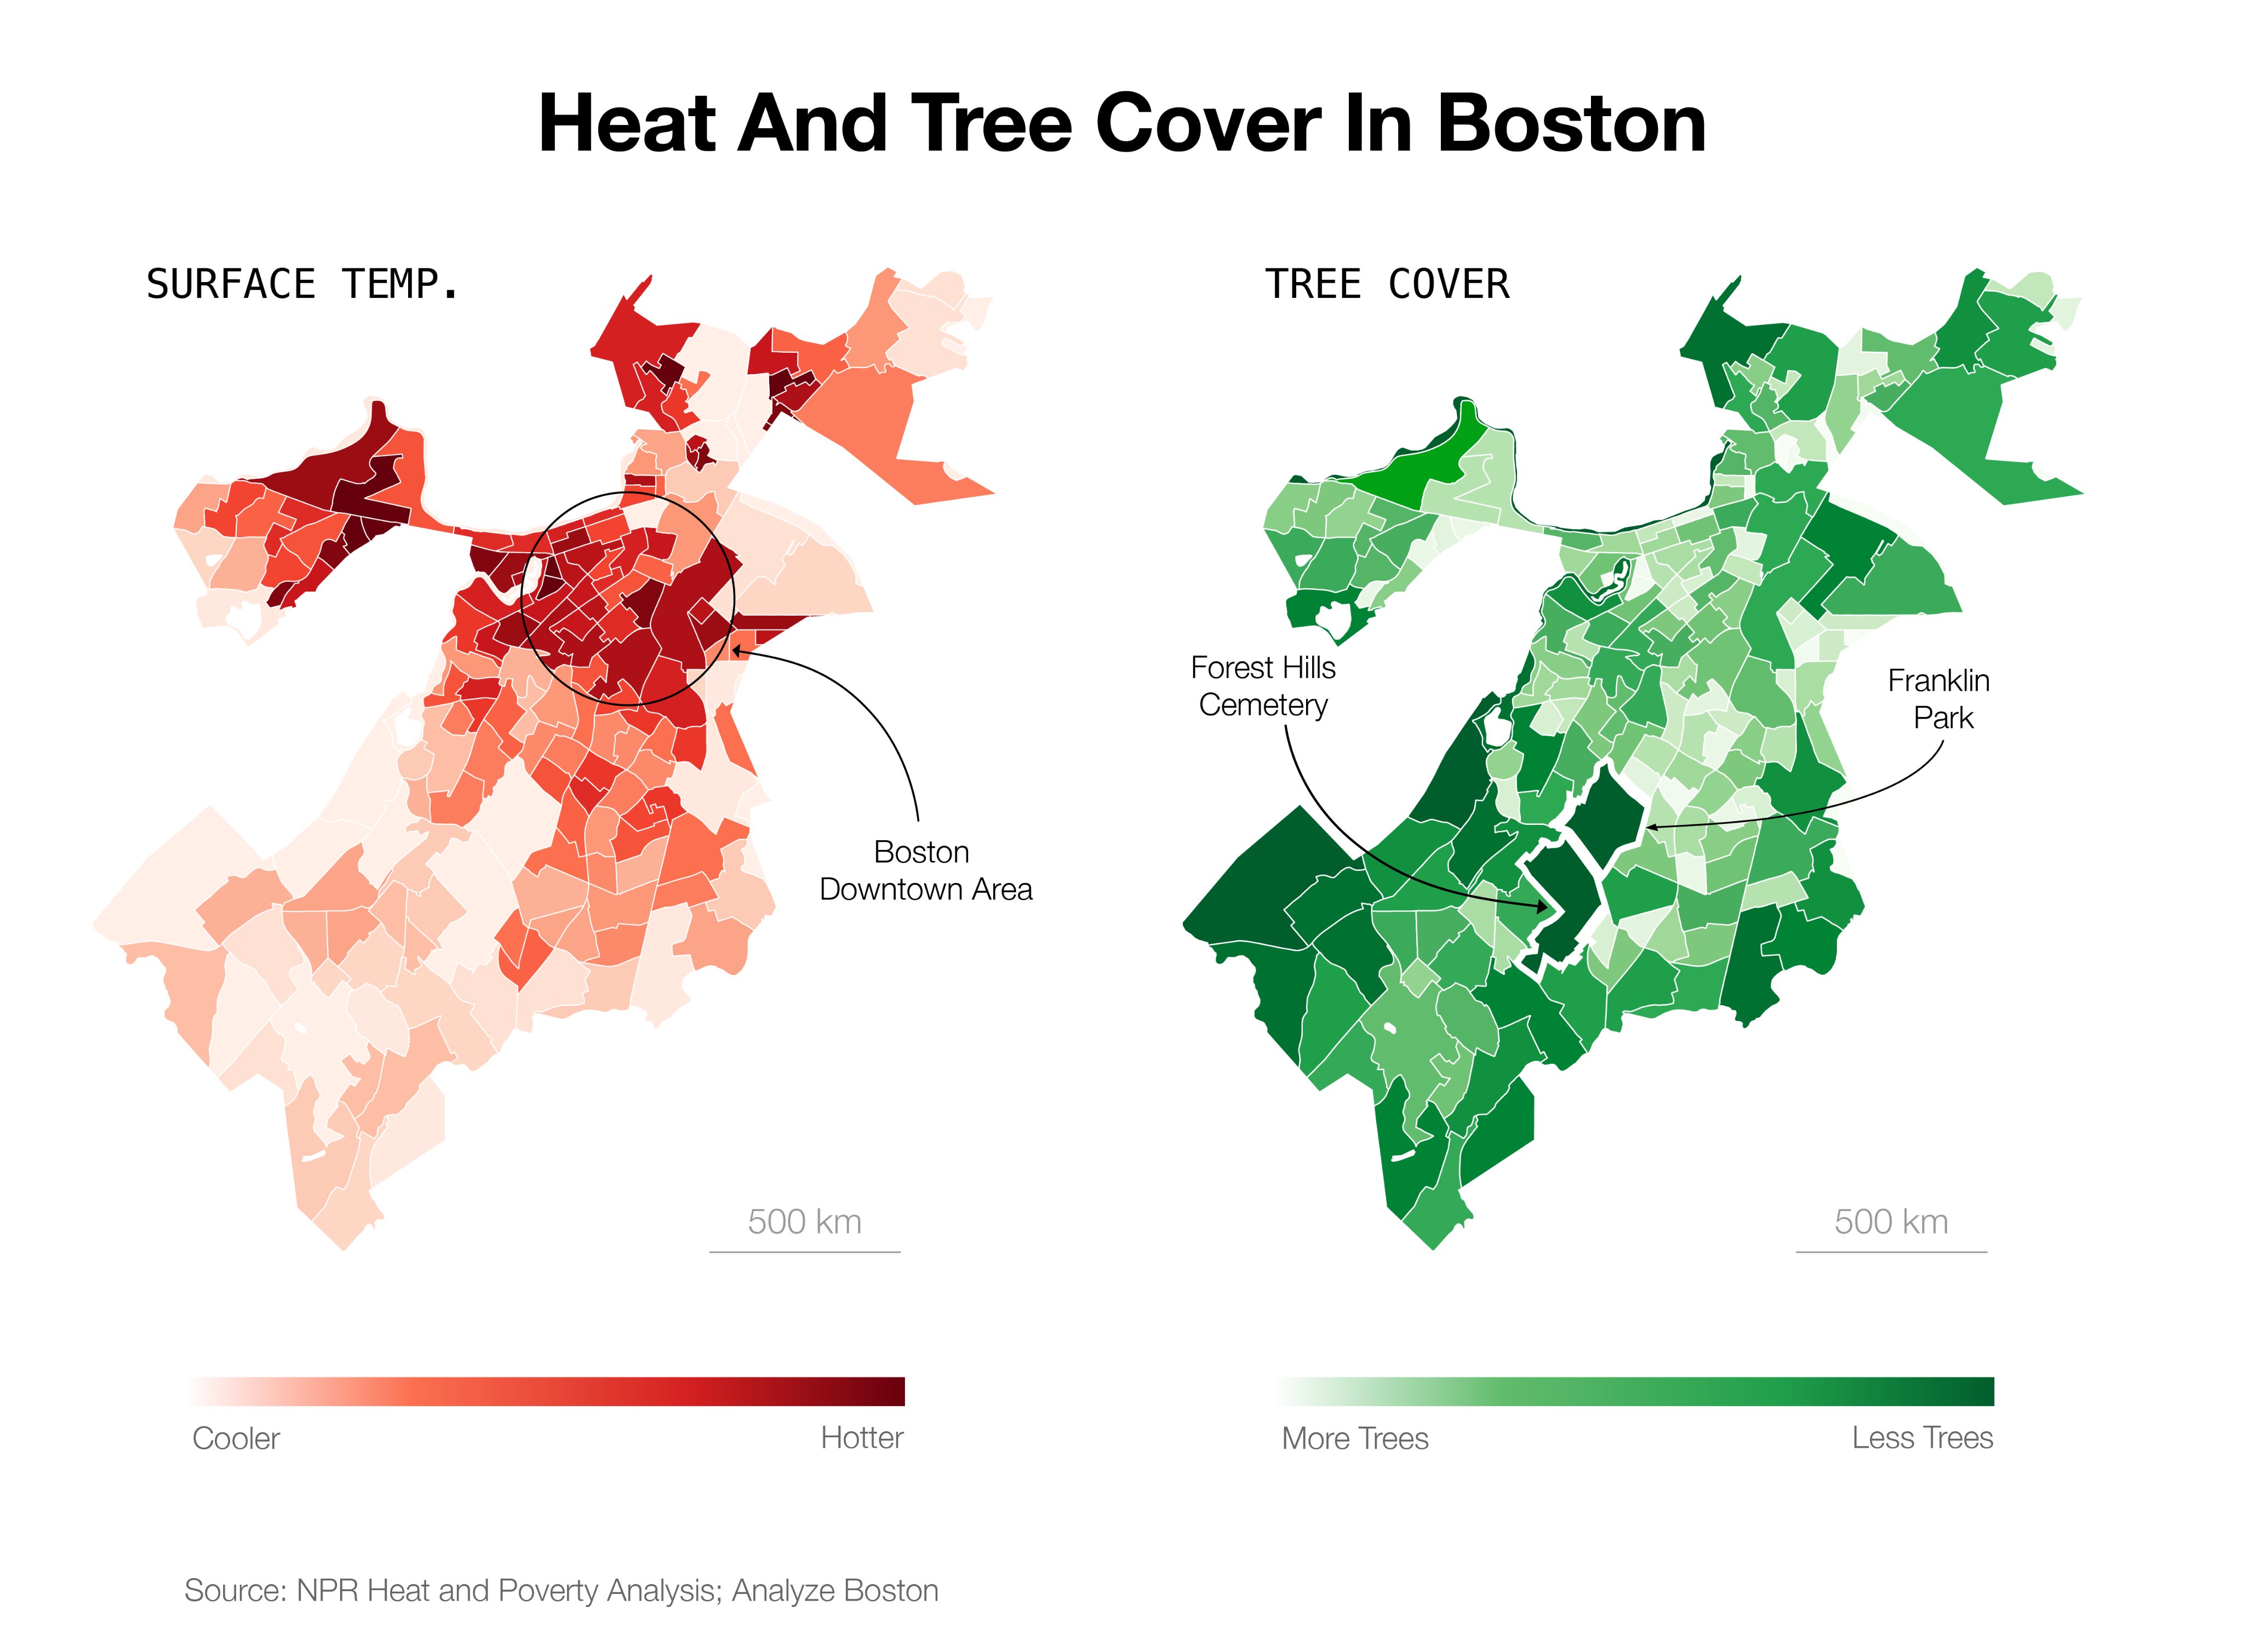 Heat And Tree Cover In Boston
SURFACE TEMP.
Boston
Downtown Area
500 km
Cooler
Hotter
TREE COVER
Forest Hills
Cemetery
Franklin
Park
500 km
More Trees
Less Trees
Source: NPR Heat and Poverty Analysis; Analyze Boston